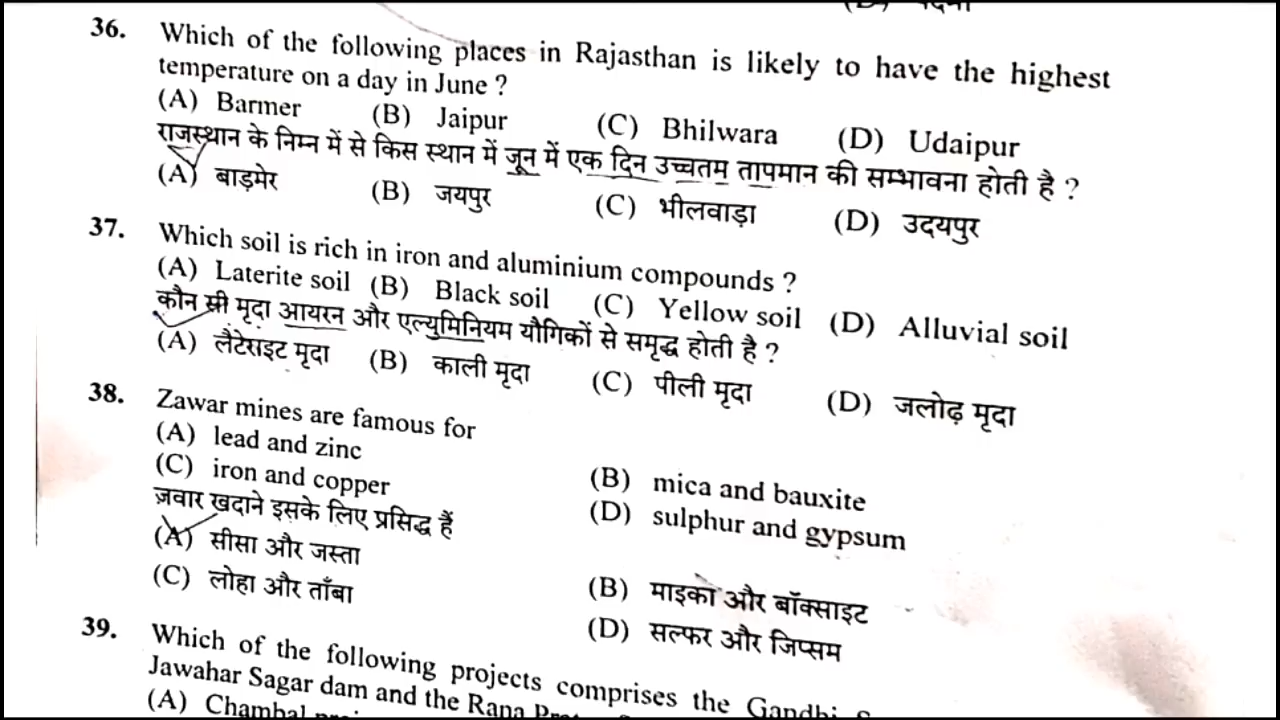 36. Which of the following places in Rajasthan is likely to have the highest
temperature on a day in June ?
(A) Barmer (B) Jaipur (C) Bhilwara (D) Udaipur
राजस्थान के निम्न में से किस स्थान में जून में एक दिन उच्चतम तापमान की सम्भावना होती है ?
(A) बाड़मेर (B) जयपुर (C) भीलवाड़ा (D) उदयपुर
37. Which soil is rich in iron and aluminium compounds ?
(A) Laterite soil (B) Black soil (C) Yellow soil (D) Alluvial soil
कौन सी मृदा आयरन और एल्युमिनियम यौगिकों से समृद्ध होती है ?
(A) लैटेराइट मृदा (B) काली मृदा (C) पीली मृदा (D) जलोढ़ मृदा
38. Zawar mines are famous for
(A) lead and zinc (B) mica and bauxite
(C) iron and copper (D) sulphur and gypsum
ज़वार खदाने इसके लिए प्रसिद्ध हैं
(A) सीसा और जस्ता (B) माइका और बॉक्साइट
(C) लोहा और ताँबा (D) सल्फर और जिप्सम
39. Which of the following projects comprises the Gandhi
Jawahar Sagar dam and the Rana
(A) Chambal